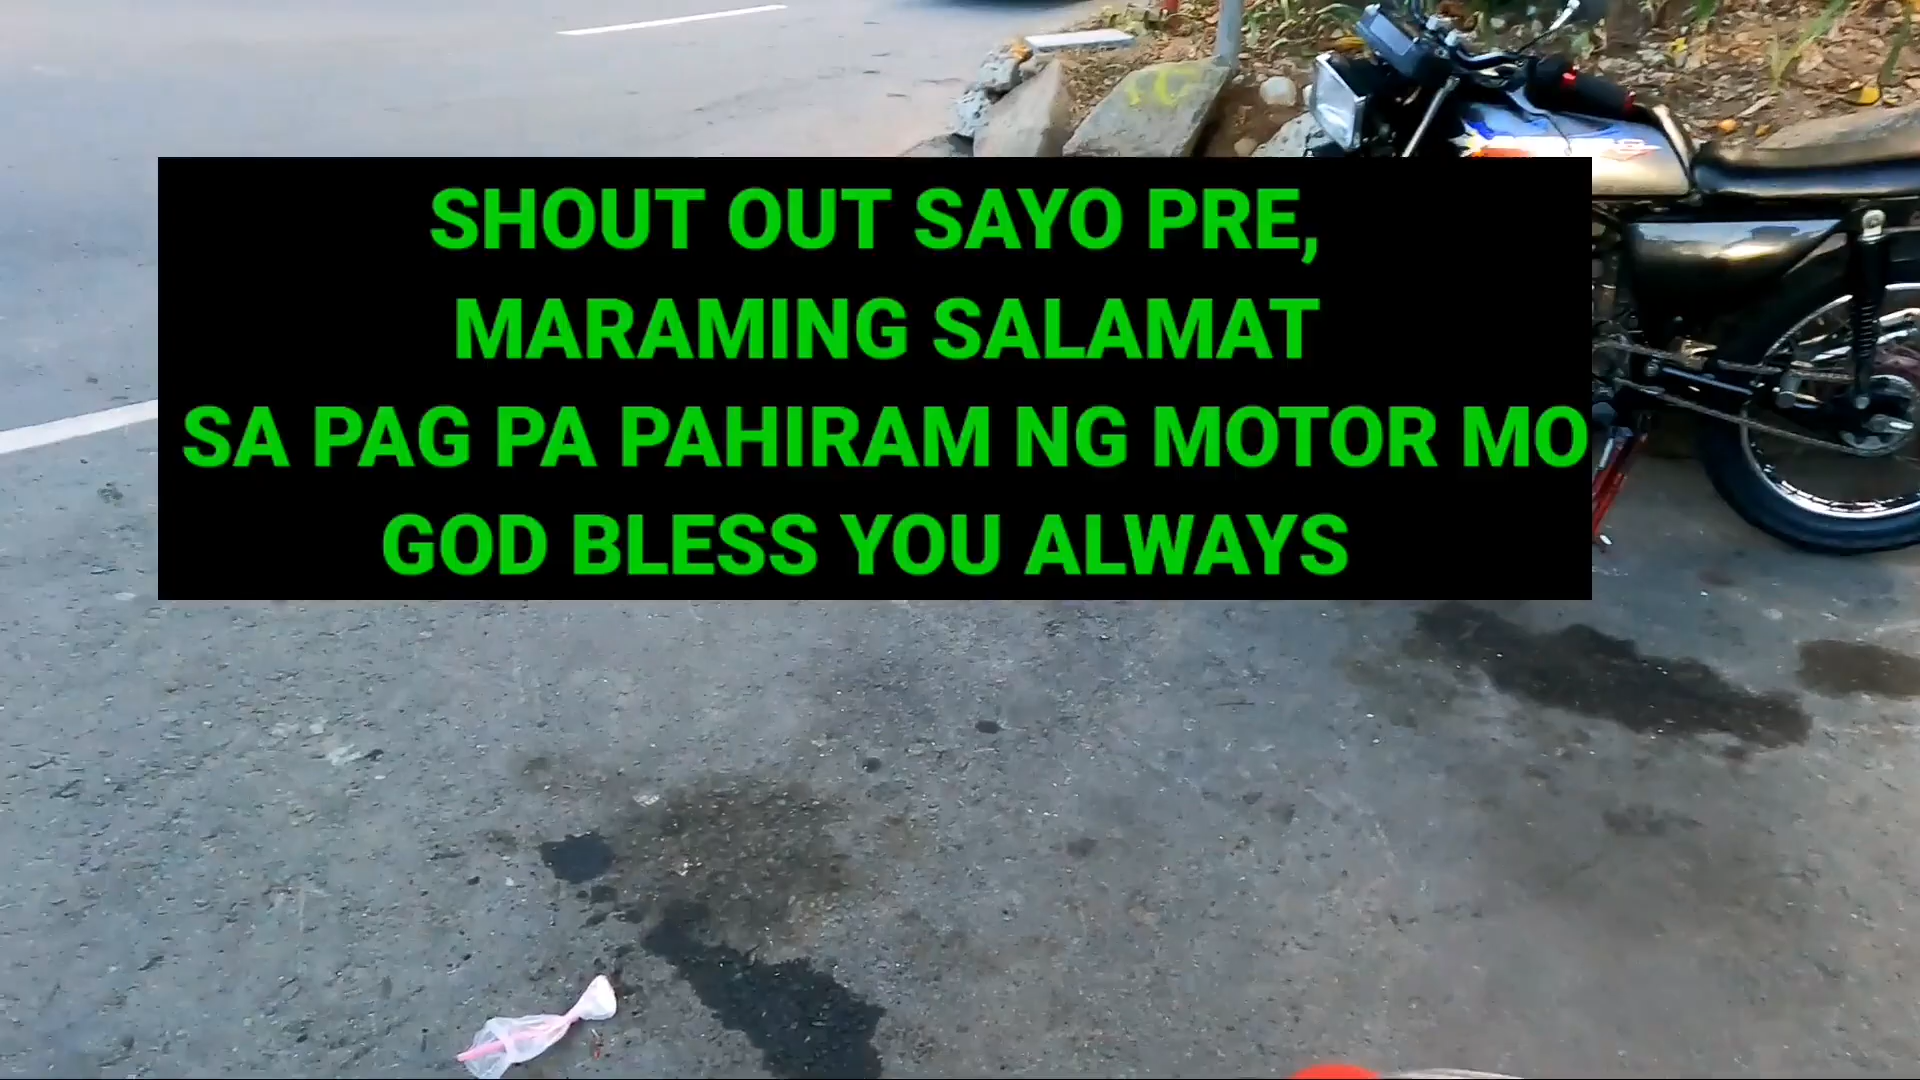 SHOUT OUT SAYO PRE,
MARAMING SALAMAT
SA PAG PA PAHIRAM NG MOTOR MO
GOD BLESS YOU ALWAYS